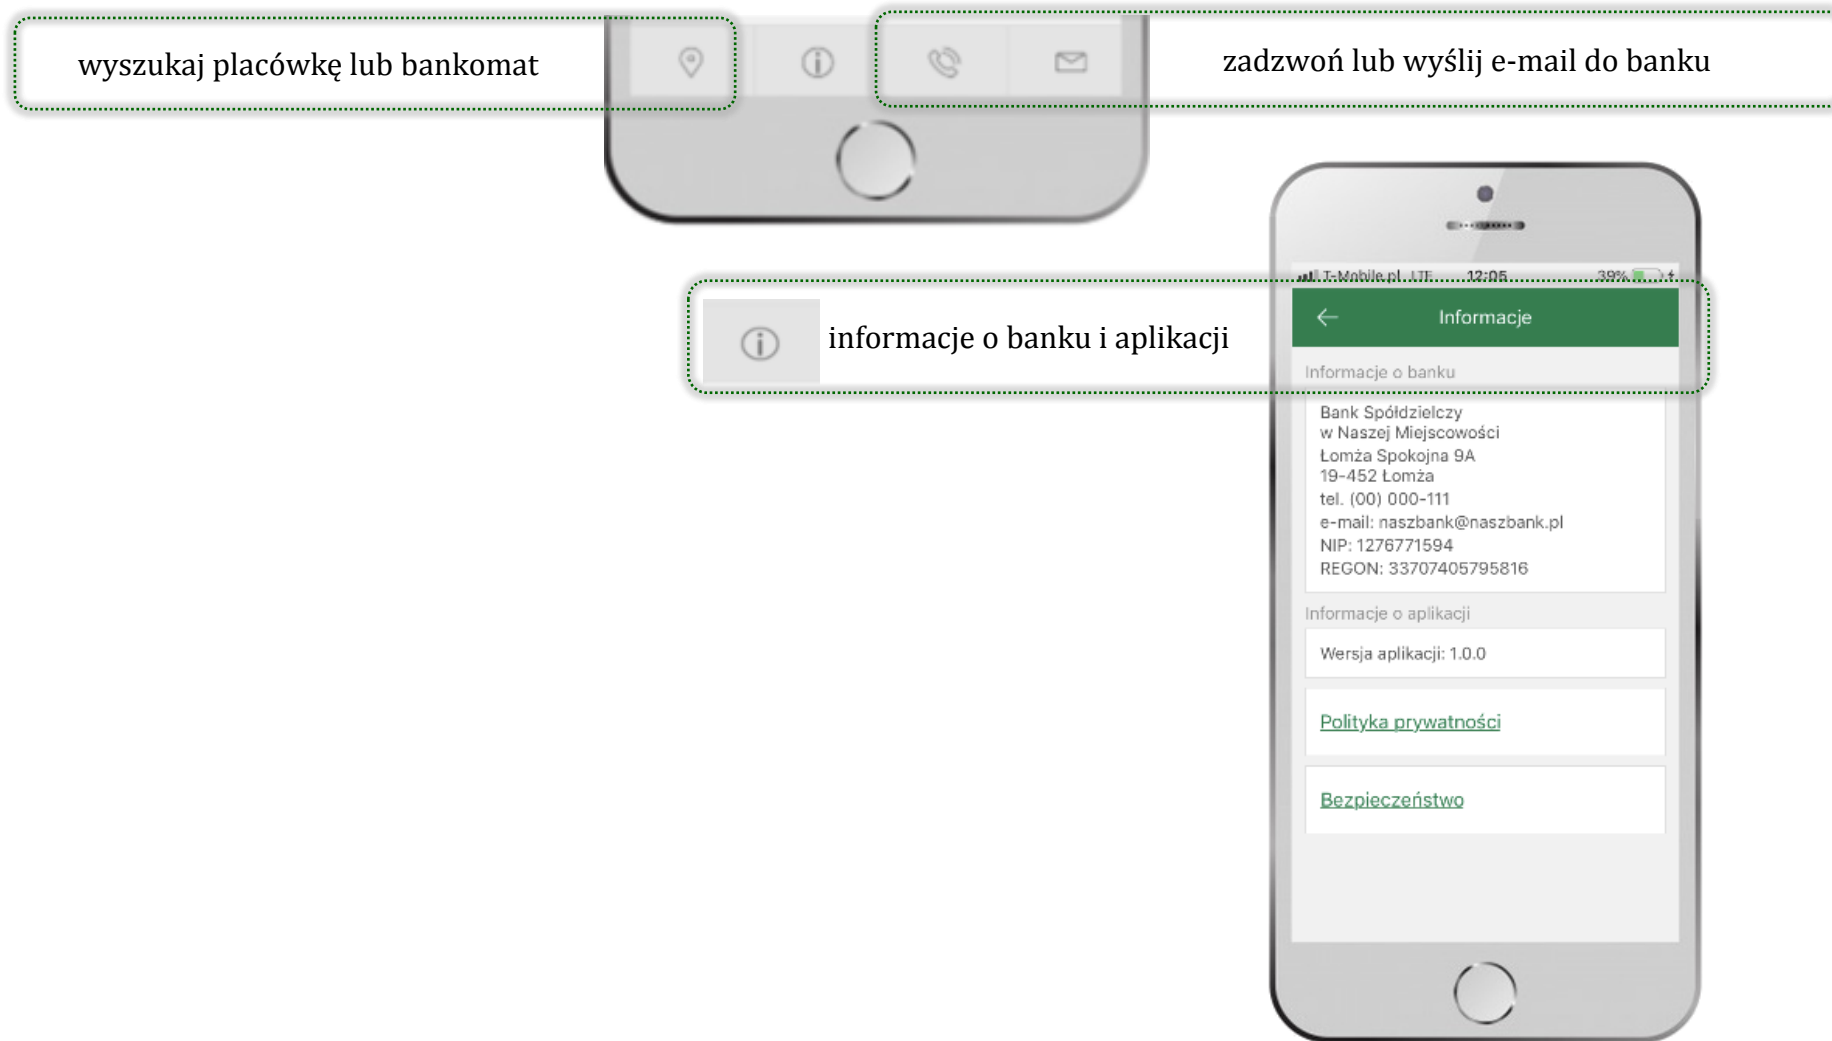 wyszukaj placówkę lub bankomat
zadzwoń lub wyślij e-mail do banku
T-Mobile.pl LTE 12:05 39%
informacje o banku i aplikacji
Informacje
Informacje o banku
Bank Spółdzielczy
w Naszej Miejscowości
Łomża Spokojna 9A
19-452 Łomża
tel. (00) 000-111
e-mail: naszbank@naszbank.pl
NIP: 1276771594
REGON: 33707405795816
Informacje o aplikacji
Wersja aplikacji: 1.0.0
Polityka prywatności
Bezpieczeństwo